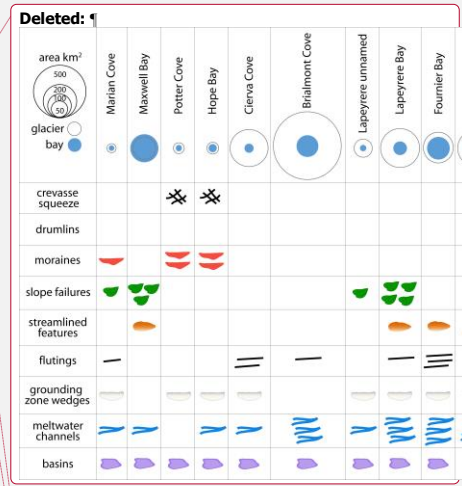 Deleted: ¶
area km²
500
200
100
50
glacier
bay
Marian Cove
Maxwell Bay
Potter Cove
Hope Bay
Cierva Cove
Brialmont Cove
Lapeyrere unnamed
Lapeyrere Bay
Fournier Bay
crevasse
squeeze
drumlins
moraines
slope failures
streamlined
features
flutings
grounding
zone wedges
meltwater
channels
basins